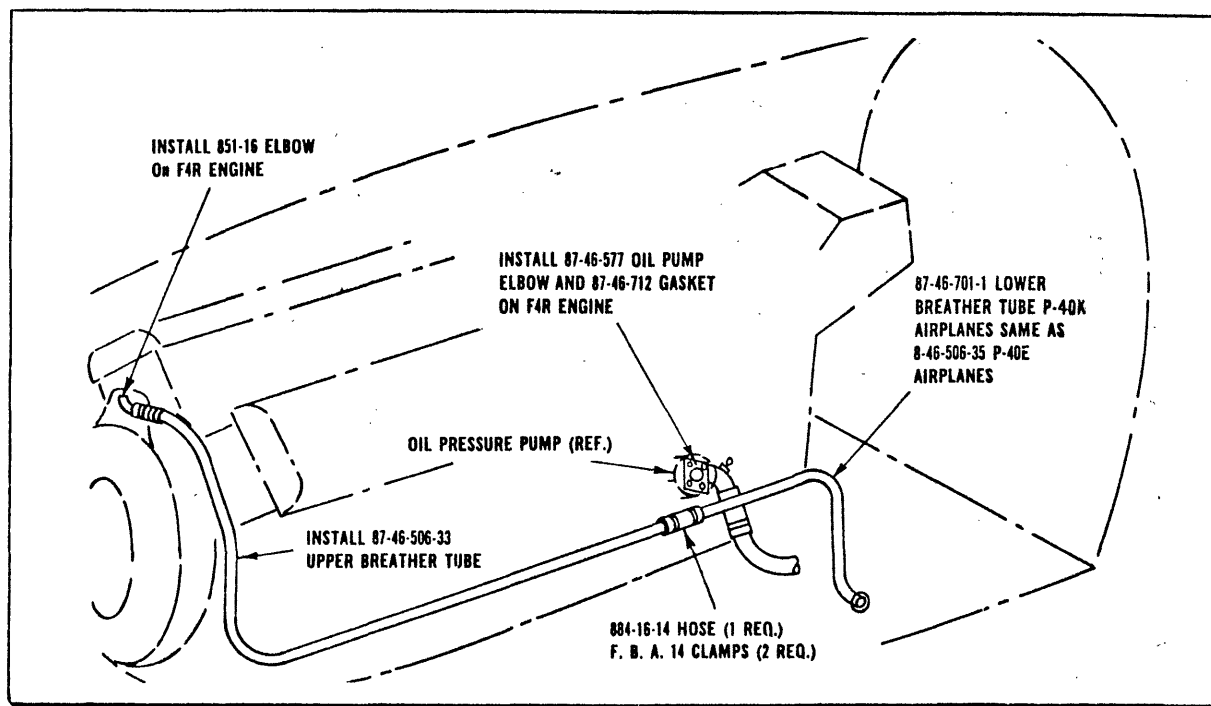 INSTALL 851-16 ELBOW
On F4R ENGINE
INSTALL 87-46-577 OIL PUMP
ELBOW AND 87-46-712 GASKET
ON F4R ENGINE
87-46-701-1 LOWER
BREATHER TUBE P-40K
AIRPLANES SAME AS
8-46-506-35 P-40E
AIRPLANES
OIL PRESSURE PUMP (REF.)
INSTALL 87-46-506-33
UPPER BREATHER TUBE
884-16-14 HOSE (1 REQ.)
F. B. A. 14 CLAMPS (2 REQ.)